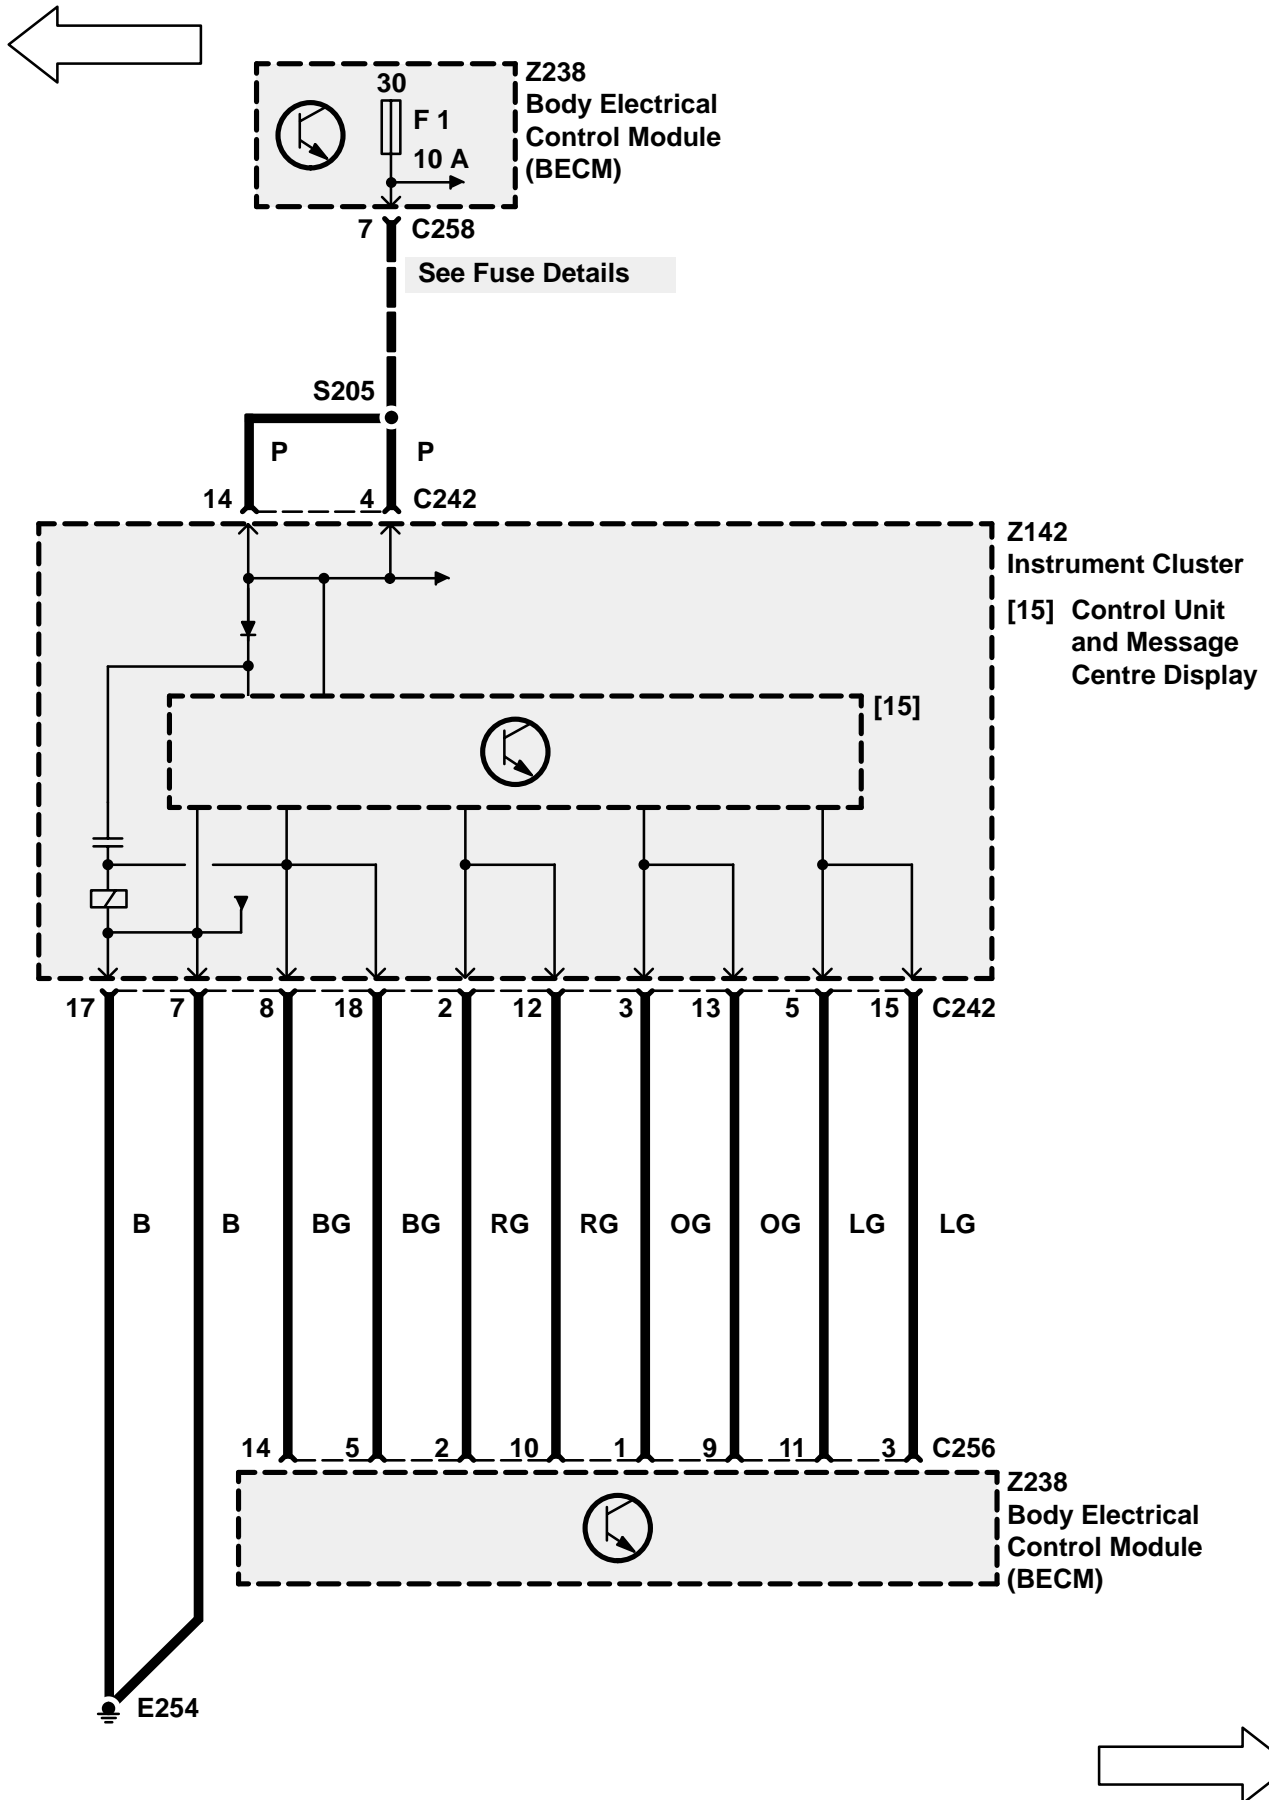 Z238
30
Body Electrical
F 1
Control Module
10 A
(BECM)
7 C258
See Fuse Details
S205
P P
14 4 C242
Z142
Instrument Cluster
[15] Control Unit
and Message
Centre Display
[15]
17 7 8 18 2 12 3 13 5 15 C242
B B BG BG RG RG OG OG LG LG
14 5 2 10 1 9 11 3 C256
Z238
Body Electrical
Control Module
(BECM)
E254